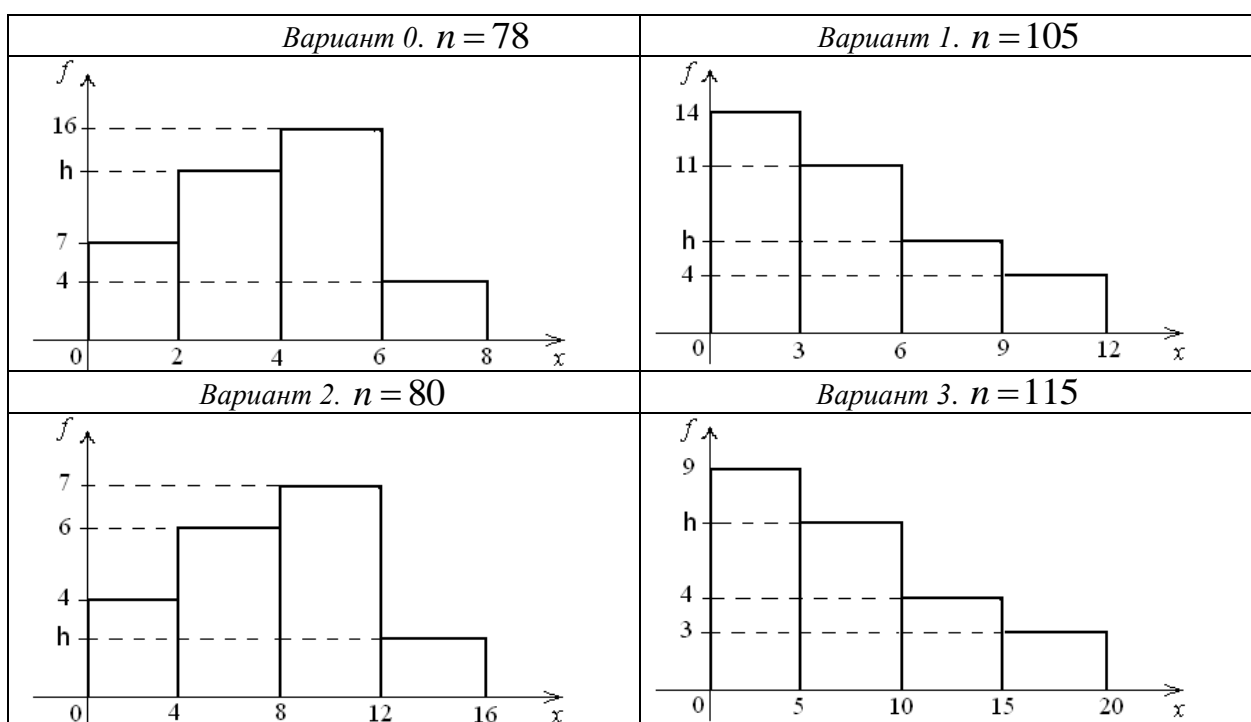 Вариант 0. n = 78
f
16
h
7
4
0 2 4 6 8 x
Вариант 1. n = 105
f
14
11
h
4
0 3 6 9 12 x
Вариант 2. n = 80
f
7
6
4
h
0 4 8 12 16 x
Вариант 3. n = 115
f
9
h
4
3
0 5 10 15 20 x